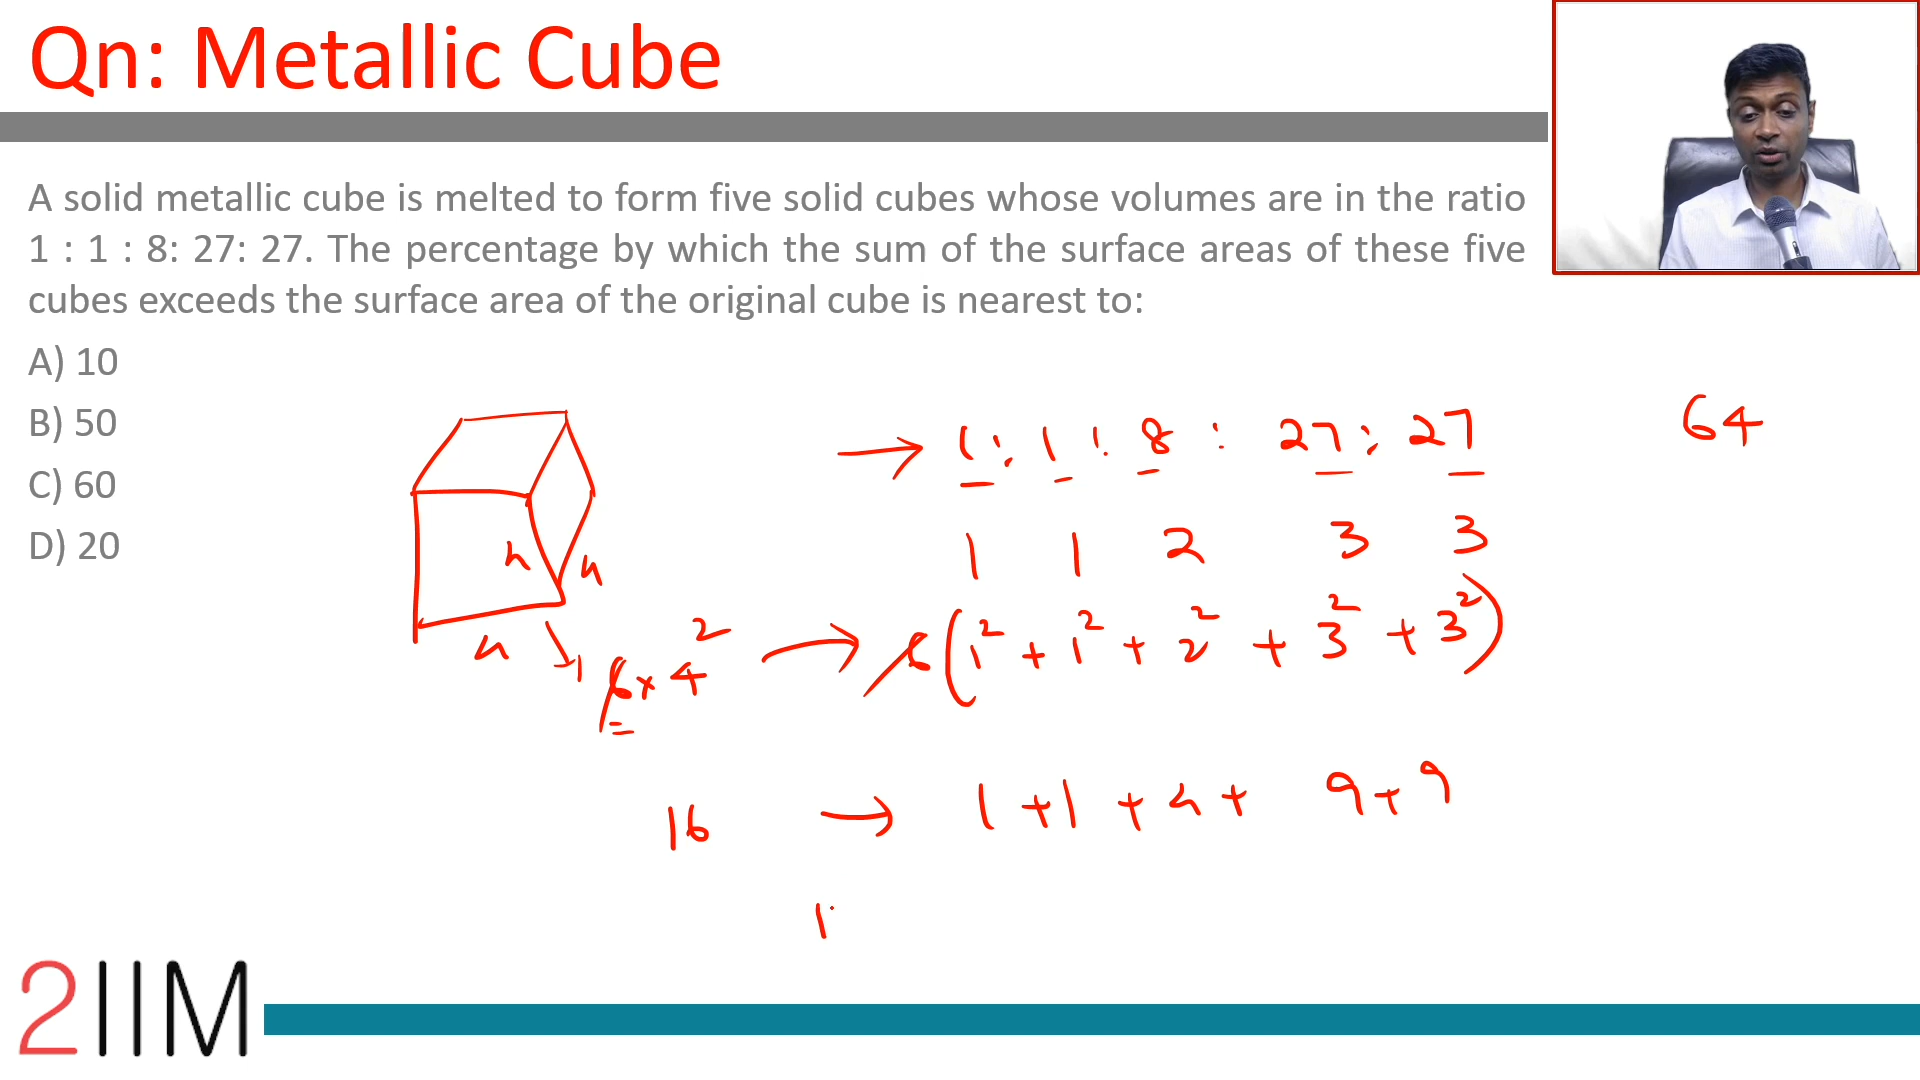 Qn: Metallic Cube
A solid metallic cube is melted to form five solid cubes whose volumes are in the ratio
1 : 1 : 8: 27: 27. The percentage by which the sum of the surface areas of these five
cubes exceeds the surface area of the original cube is nearest to:
A) 10
B) 50
C) 60
D) 20
→ 1 : 1 : 8 : 27 : 27
64
1 1 2 3 3
4
4
4
6 × 4² → 6(1² + 1² + 2² + 3² + 3²)
16 → 1 + 1 + 4 + 9 + 9
1
2IIM